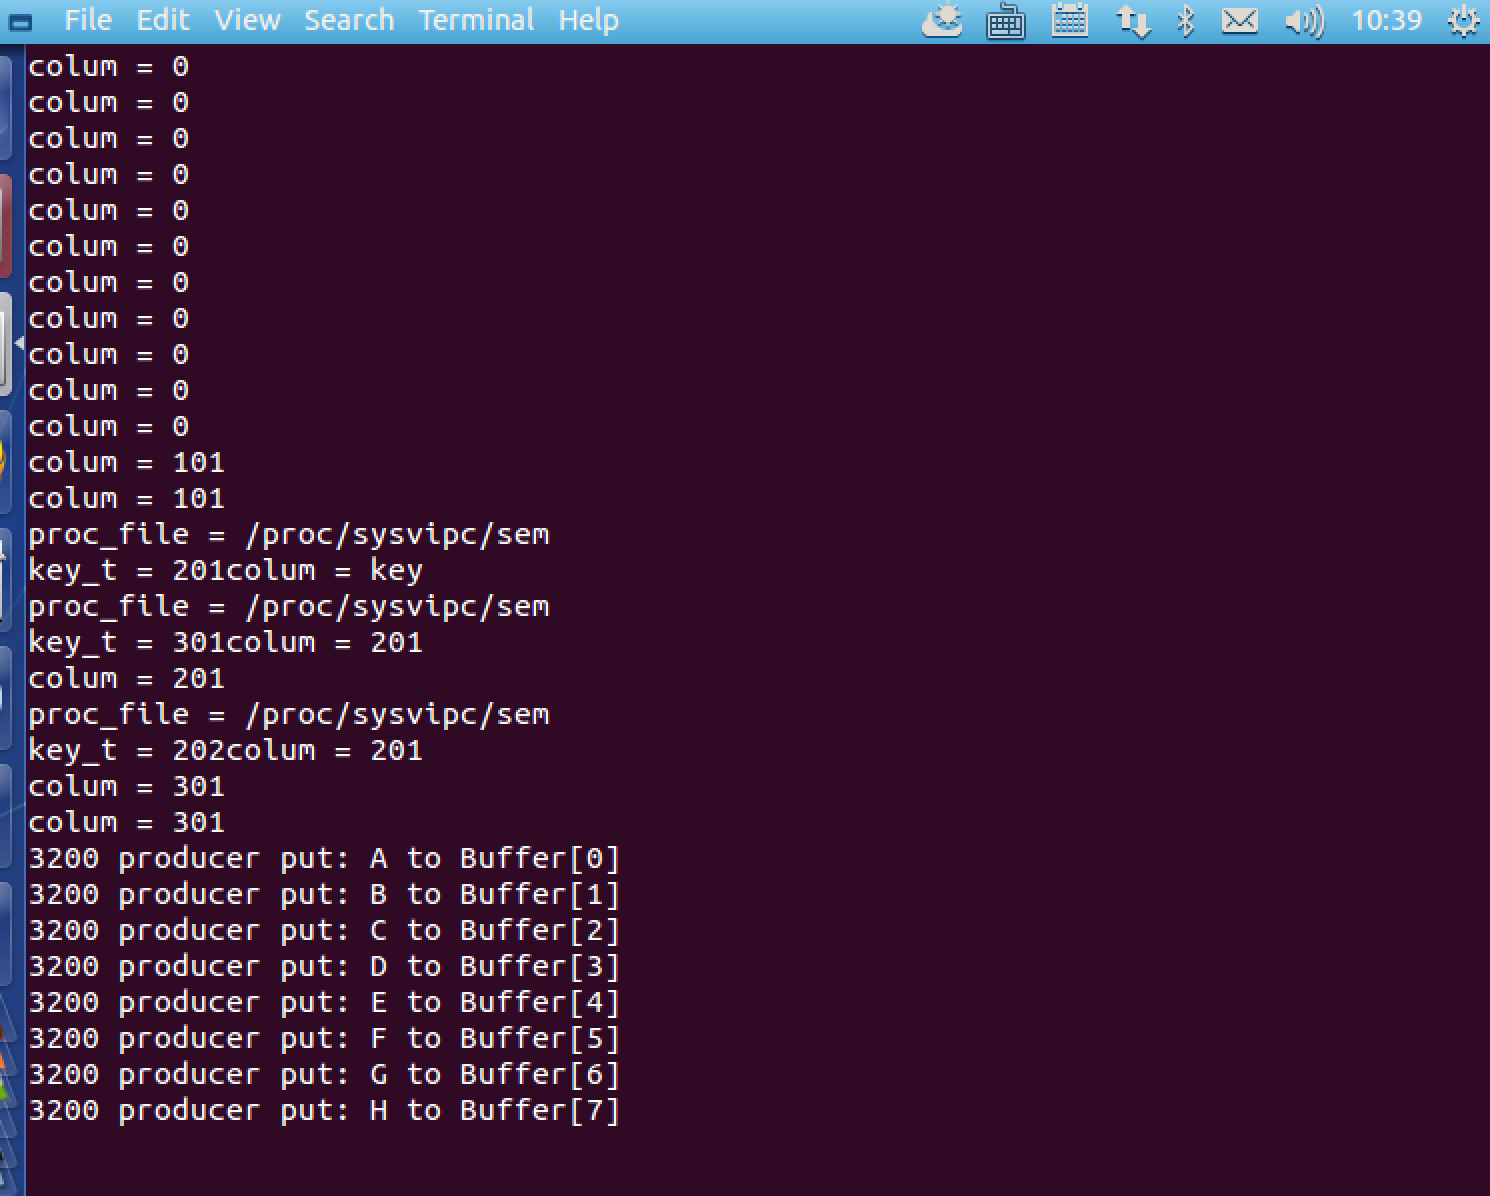 File Edit View Search Terminal Help 10:39
colum = 0
colum = 0
colum = 0
colum = 0
colum = 0
colum = 0
colum = 0
colum = 0
colum = 0
colum = 0
colum = 0
colum = 101
colum = 101
proc_file = /proc/sysvipc/sem
key_t = 201colum = key
proc_file = /proc/sysvipc/sem
key_t = 301colum = 201
colum = 201
proc_file = /proc/sysvipc/sem
key_t = 202colum = 201
colum = 301
colum = 301
3200 producer put: A to Buffer[0]
3200 producer put: B to Buffer[1]
3200 producer put: C to Buffer[2]
3200 producer put: D to Buffer[3]
3200 producer put: E to Buffer[4]
3200 producer put: F to Buffer[5]
3200 producer put: G to Buffer[6]
3200 producer put: H to Buffer[7]